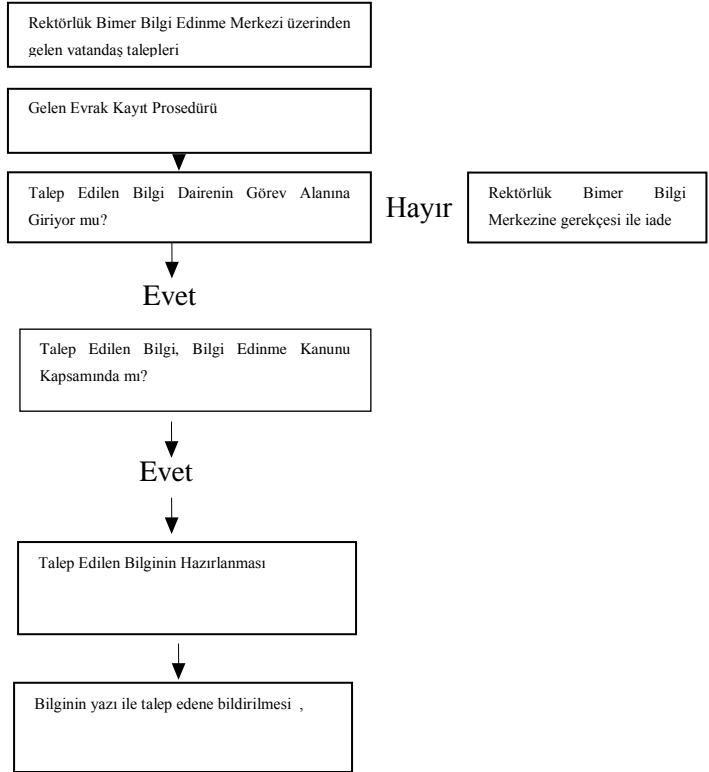 Rektörlük Bimer Bilgi Edinme Merkezi üzerinden
gelen vatandaş talepleri
Gelen Evrak Kayıt Prosedürü
Talep Edilen Bilgi Dairenin Görev Alanına
Giriyor mu?
Hayır
Rektörlük Bimer Bilgi
Merkezine gerekçesi ile iade
Evet
Talep Edilen Bilgi, Bilgi Edinme Kanunu
Kapsamında mı?
Evet
Talep Edilen Bilginin Hazırlanması
Bilginin yazı ile talep edene bildirilmesi ,